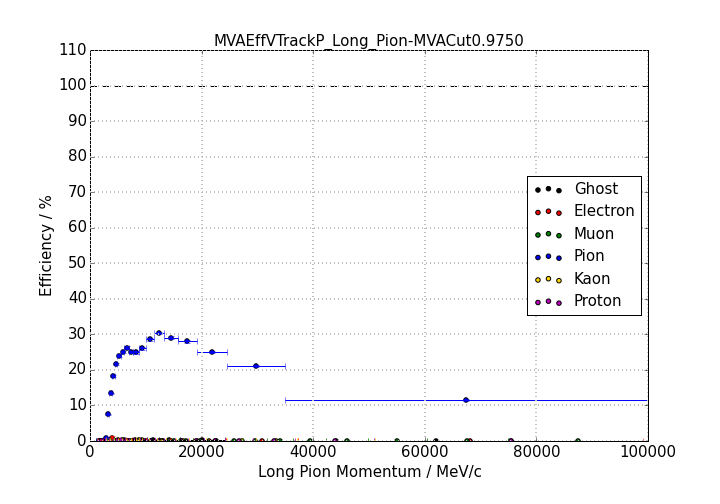 MVAEffVTrackP_Long_Pion-MVACut0.9750
110
100
90
80
70
60
50
40
30
20
10
0
Efficiency / %
Ghost
Electron
Muon
Pion
Kaon
Proton
0 20000 40000 60000 80000 100000
Long Pion Momentum / MeV/c